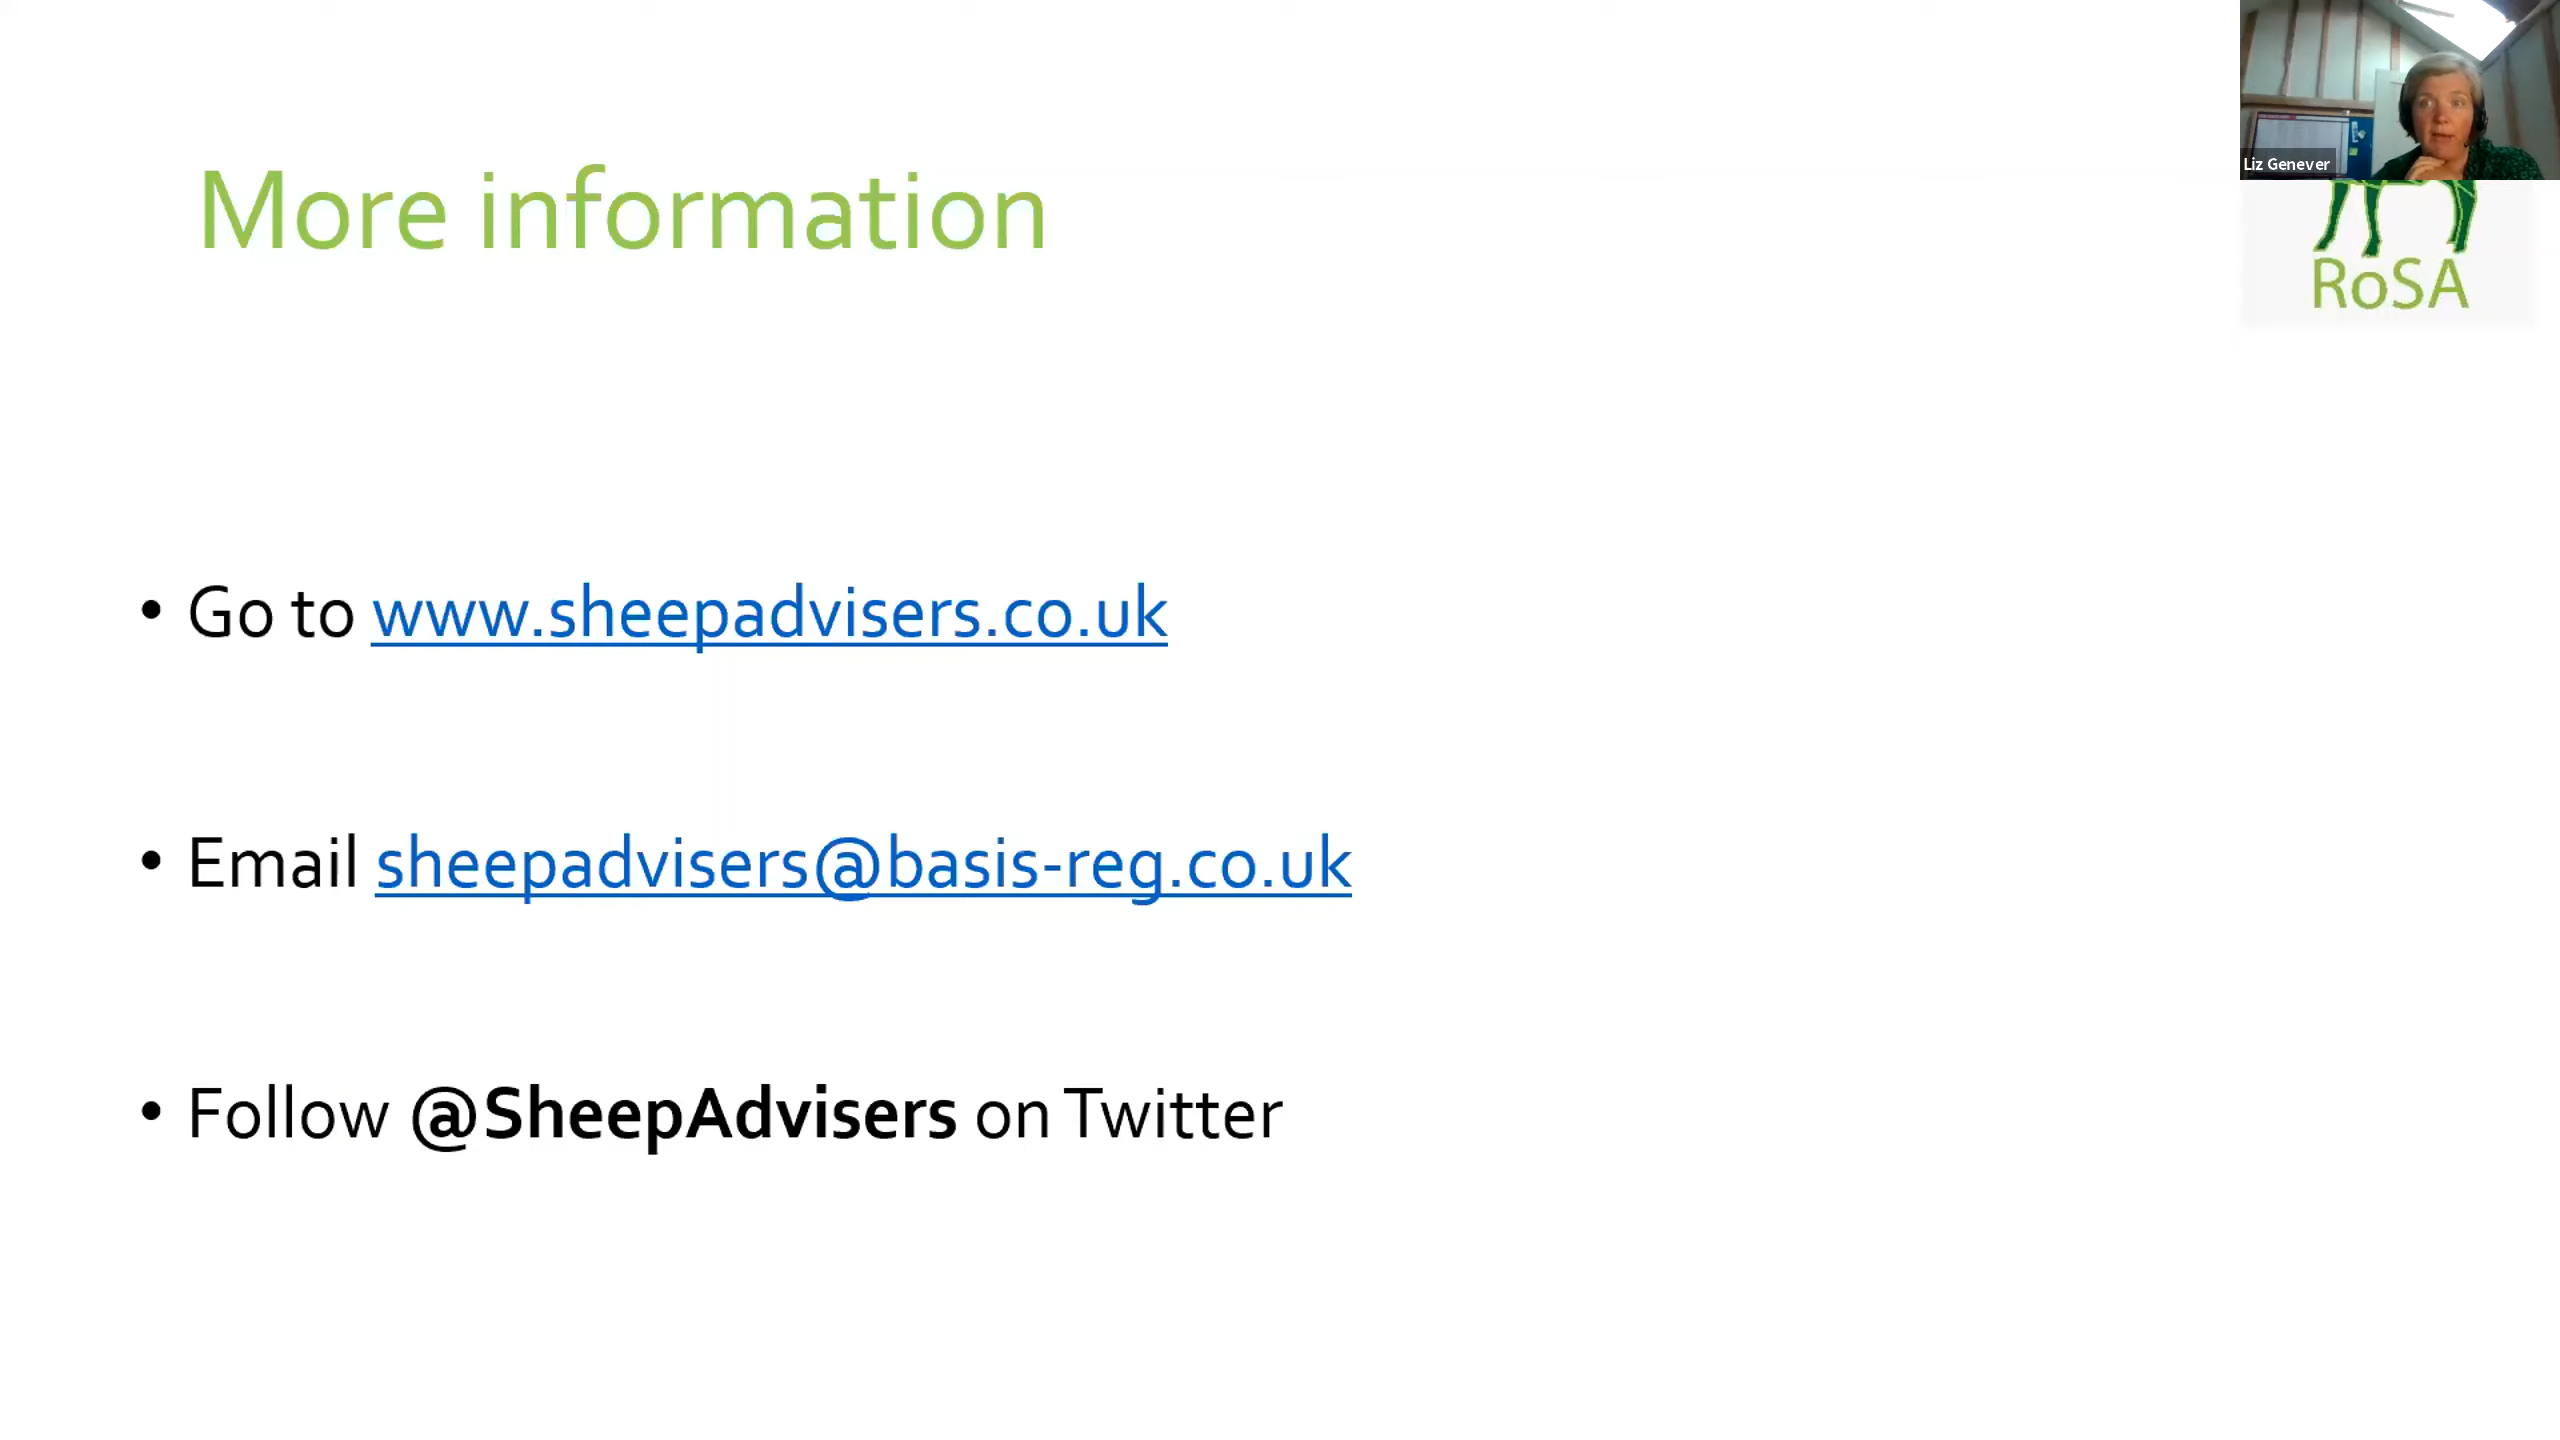 More information
Liz Genever
RoSA
• Go to www.sheepadvisers.co.uk
• Email sheepadvisers@basis-reg.co.uk
• Follow @SheepAdvisers on Twitter